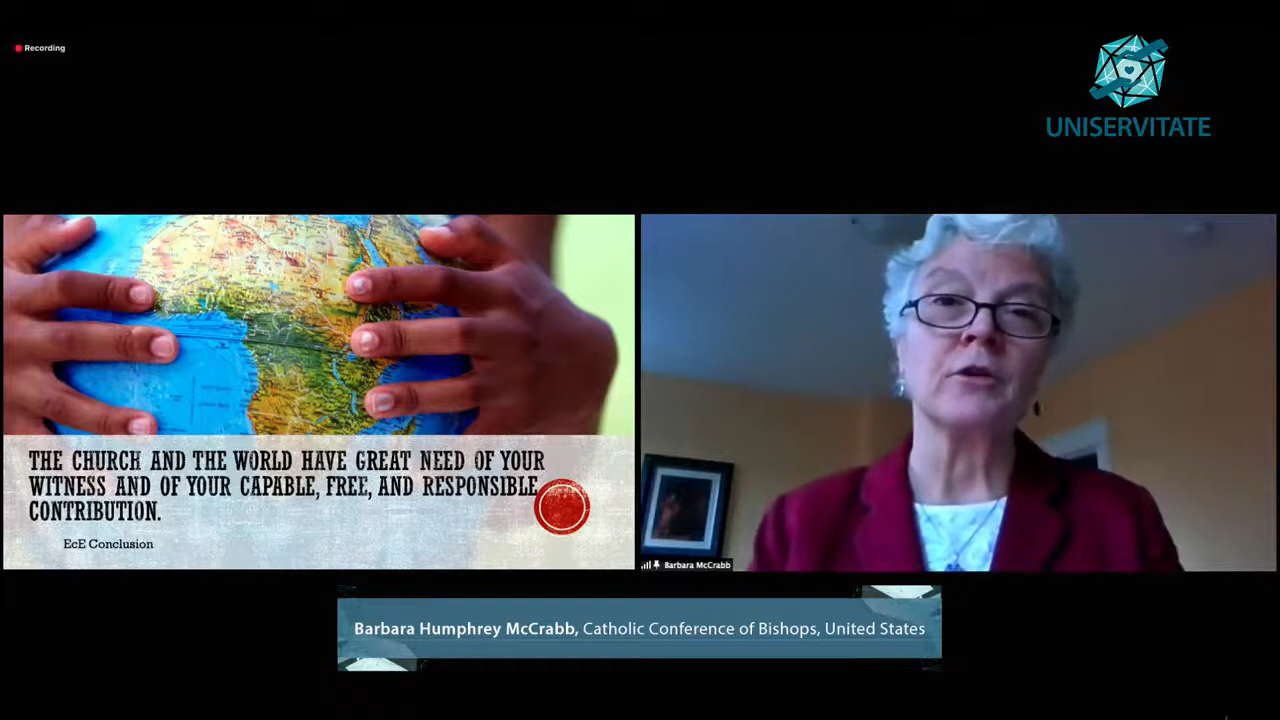 Recording
UNISERVITATE
THE CHURCH AND THE WORLD HAVE GREAT NEED OF YOUR
WITNESS AND OF YOUR CAPABLE, FREE, AND RESPONSIBLE
CONTRIBUTION.
EcE Conclusion
Barbara McCrabb
Barbara Humphrey McCrabb, Catholic Conference of Bishops, United States